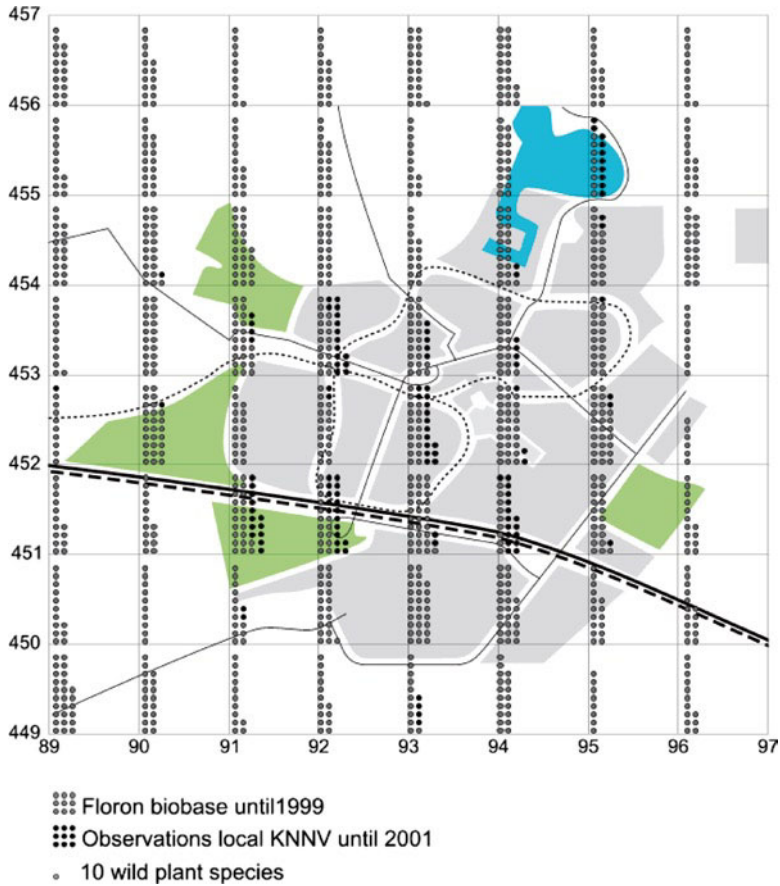 457
456
455
454
453
452
451
450
449
89 90 91 92 93 94 95 96 97
Floron biobase until1999
Observations local KNNV until 2001
10 wild plant species